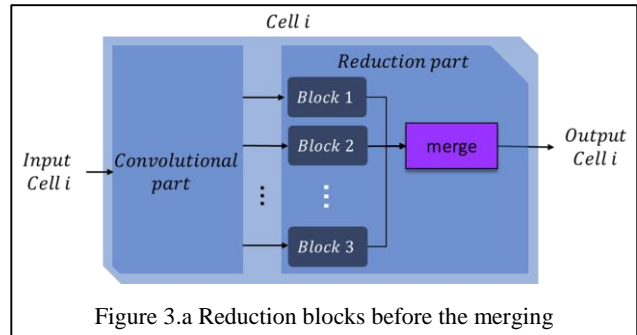 Cell i
Reduction part
Block 1
Block 2
merge
Convolutional
part
Input
Cell i
Output
Cell i
⋮
⋮
Block 3
Figure 3.a Reduction blocks before the merging